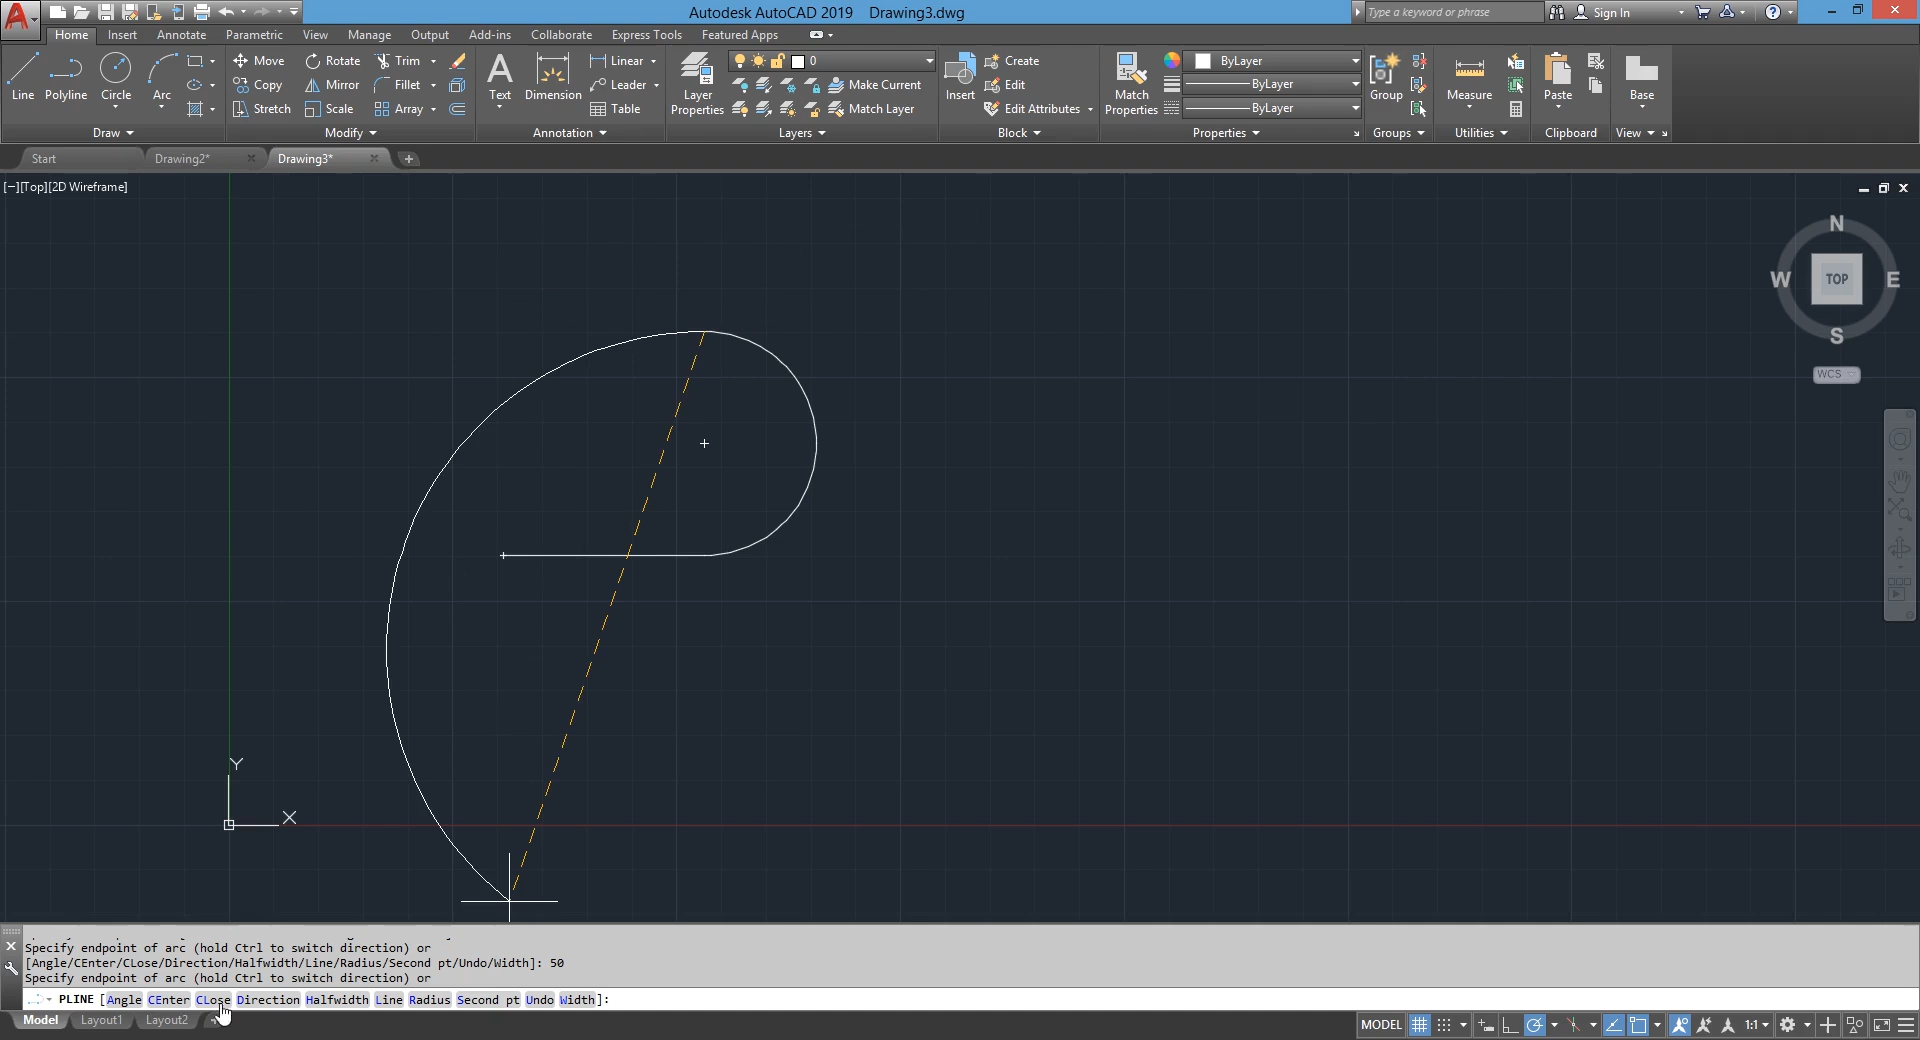 Autodesk AutoCAD 2019 Drawing3.dwg
Type a keyword or phrase
Sign In
Home Insert Annotate Parametric View Manage Output Add-ins Collaborate Express Tools Featured Apps
Line Polyline Circle Arc
Draw
Move Rotate Trim
Copy Mirror Fillet
Stretch Scale Array
Modify
Text Dimension
Linear
Leader
Table
Annotation
Layer Properties
0
Make Current
Match Layer
Layers
Insert
Create
Edit
Edit Attributes
Block
Match Properties
ByLayer
ByLayer
ByLayer
Properties
Group
Groups
Measure
Utilities
Paste
Clipboard
Base
View
Start Drawing2* Drawing3*
[−][Top][2D Wireframe]
N
W TOP E
S
WCS
Y
X
Specify endpoint of arc (hold Ctrl to switch direction) or
[Angle/CEnter/CLose/Direction/Halfwidth/Line/Radius/Second pt/Undo/Width]: 50
Specify endpoint of arc (hold Ctrl to switch direction) or
PLINE [Angle CEnter CLose Direction Halfwidth Line Radius Second pt Undo Width]:
Model Layout1 Layout2
MODEL 1:1